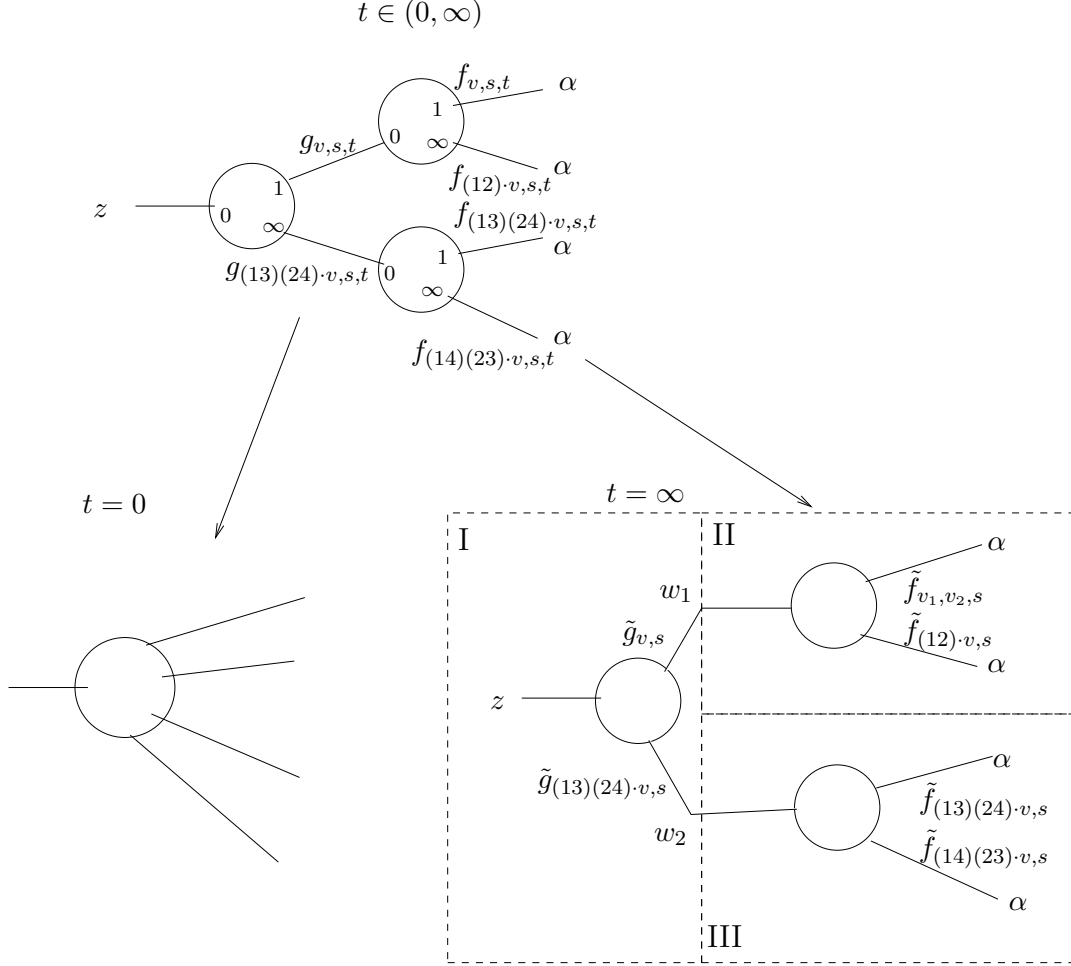 t ∈ (0, ∞)
f_{v,s,t}
α
1
0
∞
g_{v,s,t}
α
f_{(12)·v,s,t}
1
z
0
∞
f_{(13)(24)·v,s,t}
α
g_{(13)(24)·v,s,t}
0
1
∞
α
f_{(14)(23)·v,s,t}
t = 0
t = ∞
I
II
α
w_1
f̃_{v_1,v_2,s}
g̃_{v,s}
f̃_{(12)·v,s}
α
z
g̃_{(13)(24)·v,s}
α
f̃_{(13)(24)·v,s}
w_2
f̃_{(14)(23)·v,s}
α
III